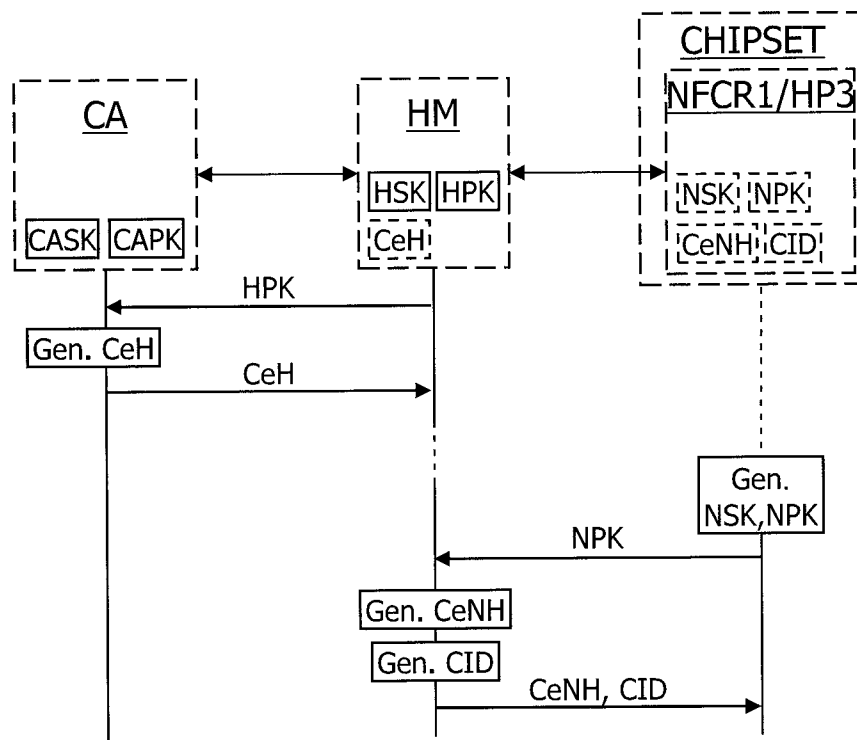 CHIPSET
NFCR1/HP3
CA
HM
HSK HPK
NSK NPK
CASK CAPK
CeH
CeNH CID
HPK
Gen. CeH
CeH
Gen.
NSK,NPK
NPK
Gen. CeNH
Gen. CID
CeNH, CID